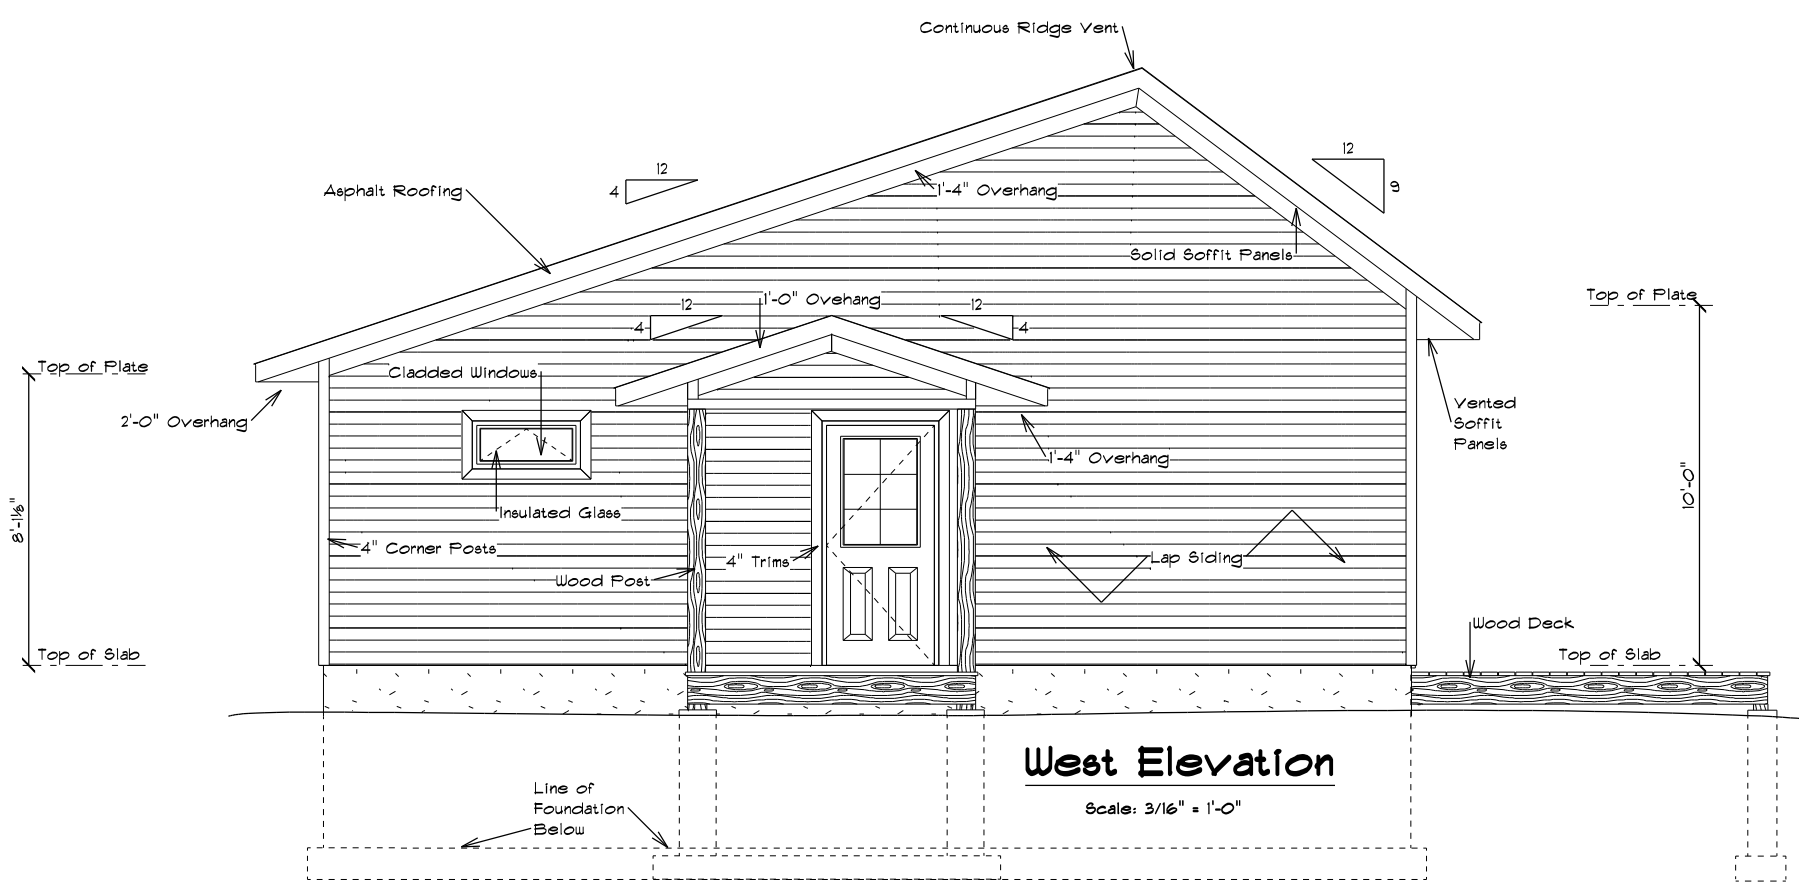 Continuous Ridge Vent
12
12
4
9
Asphalt Roofing
1'-4" Overhang
Solid Soffit Panels
Top of Plate
12
1'-0" Ovehang
12
4
4
Top of Plate
Cladded Windows
2'-0" Overhang
Vented
Soffit
Panels
1'-4" Overhang
8'-1⅛"
10'-0"
Insulated Glass
4" Corner Posts
4" Trims
Lap Siding
Wood Post
Wood Deck
Top of Slab
Top of Slab
West Elevation
Scale: 3/16" = 1'-0"
Line of
Foundation
Below